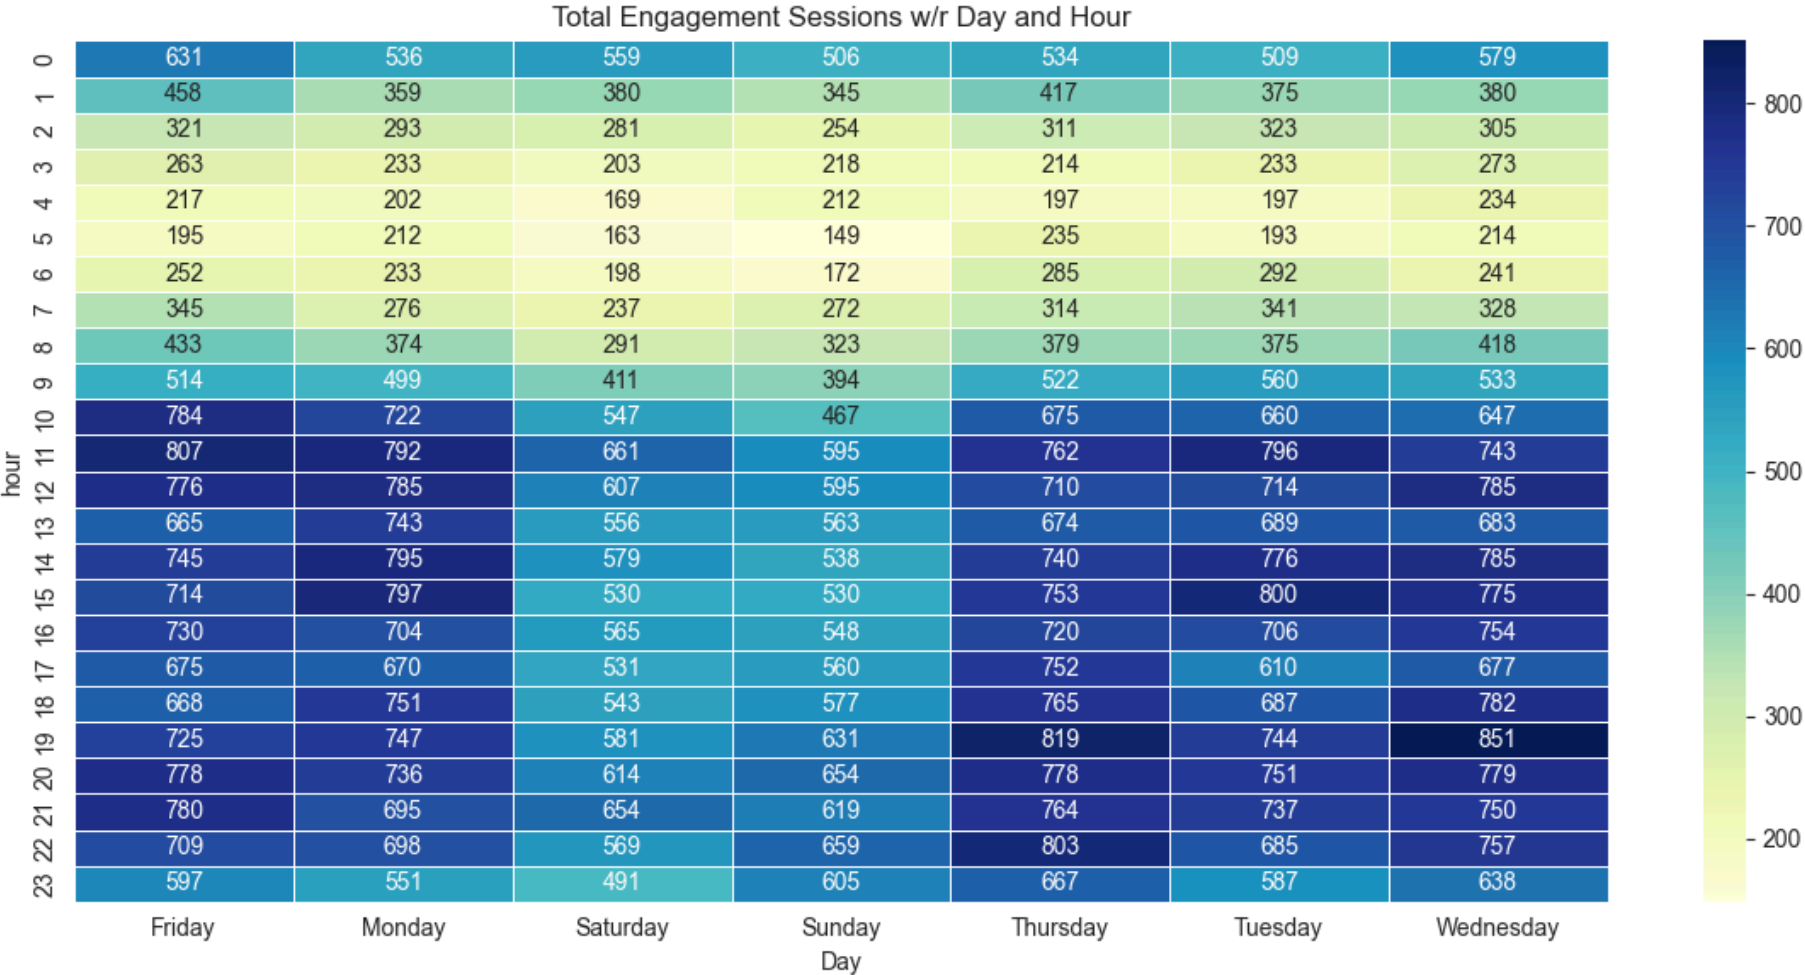 Total Engagement Sessions w/r Day and Hour
0 631 536 559 506 534 509 579
1 458 359 380 345 417 375 380
2 321 293 281 254 311 323 305
3 263 233 203 218 214 233 273
4 217 202 169 212 197 197 234
5 195 212 163 149 235 193 214
6 252 233 198 172 285 292 241
7 345 276 237 272 314 341 328
8 433 374 291 323 379 375 418
9 514 499 411 394 522 560 533
10 784 722 547 467 675 660 647
11 807 792 661 595 762 796 743
12 776 785 607 595 710 714 785
13 665 743 556 563 674 689 683
14 745 795 579 538 740 776 785
15 714 797 530 530 753 800 775
16 730 704 565 548 720 706 754
17 675 670 531 560 752 610 677
18 668 751 543 577 765 687 782
19 725 747 581 631 819 744 851
20 778 736 614 654 778 751 779
21 780 695 654 619 764 737 750
22 709 698 569 659 803 685 757
23 597 551 491 605 667 587 638
Friday Monday Saturday Sunday Thursday Tuesday Wednesday
Day
hour
800
700
600
500
400
300
200